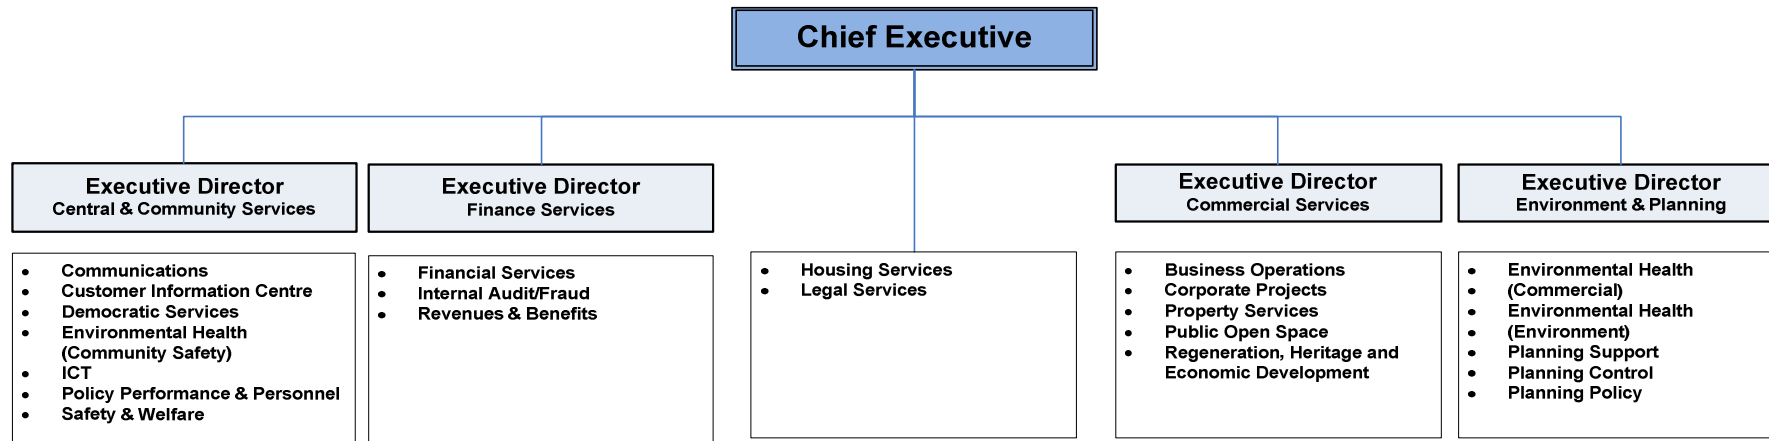 Chief Executive
Executive Director
Central & Community Services
Executive Director
Finance Services
Executive Director
Commercial Services
Executive Director
Environment & Planning
• Communications
• Customer Information Centre
• Democratic Services
• Environmental Health
(Community Safety)
• ICT
• Policy Performance & Personnel
• Safety & Welfare
• Financial Services
• Internal Audit/Fraud
• Revenues & Benefits
• Housing Services
• Legal Services
• Business Operations
• Corporate Projects
• Property Services
• Public Open Space
• Regeneration, Heritage and
Economic Development
• Environmental Health
• (Commercial)
• Environmental Health
• (Environment)
• Planning Support
• Planning Control
• Planning Policy